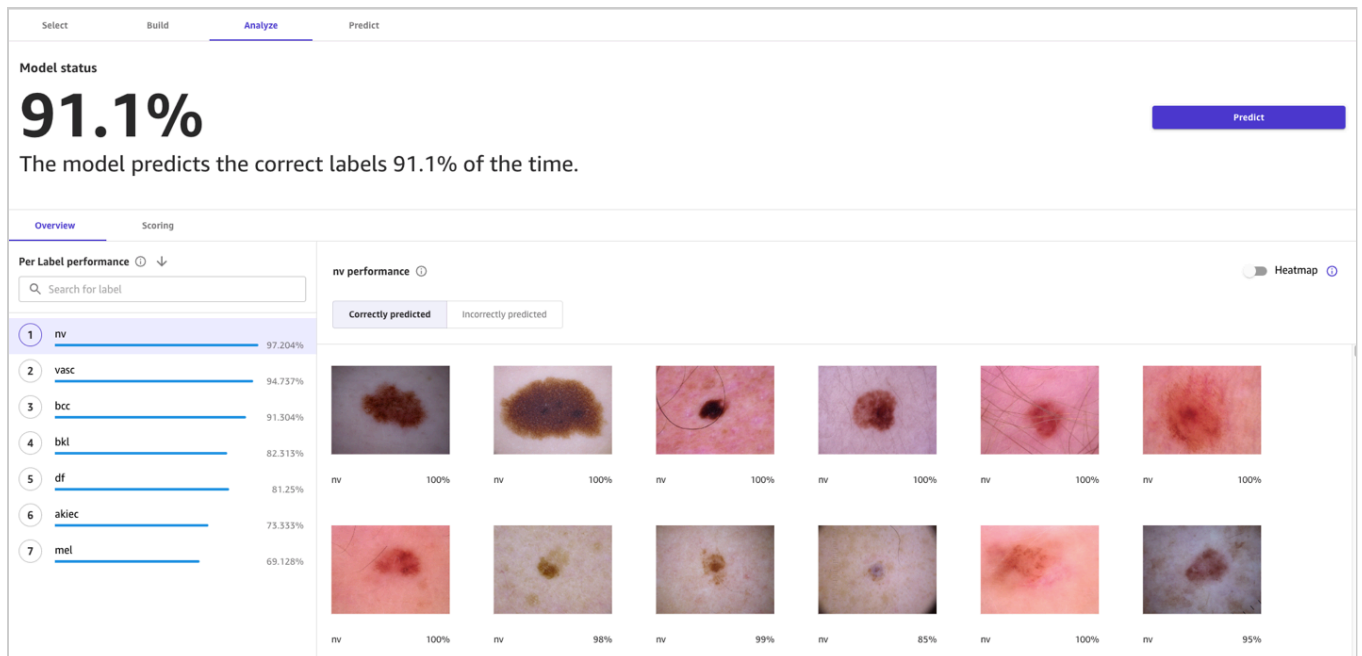 Select Build Analyze Predict
Model status
91.1%
Predict
The model predicts the correct labels 91.1% of the time.
Overview Scoring
Per Label performance
Search for label
1 nv 97.204%
2 vasc 94.737%
3 bcc 91.304%
4 bkl 82.313%
5 df 81.25%
6 akiec 73.333%
7 mel 69.128%
nv performance
Heatmap
Correctly predicted Incorrectly predicted
nv 100% nv 100% nv 100% nv 100% nv 100% nv 100%
nv 100% nv 98% nv 99% nv 85% nv 100% nv 95%